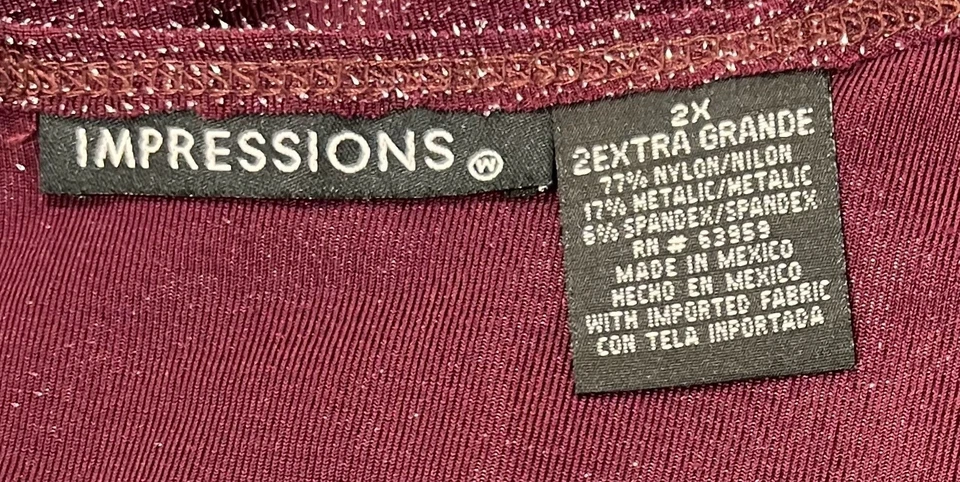 IMPRESSIONS W
2X
2EXTRA GRANDE
77% NYLON/NILON
17% METALIC/METALIC
6% SPANDEX/SPANDEX
RN # 63959
MADE IN MEXICO
HECHO EN MEXICO
WITH IMPORTED FABRIC
CON TELA INPORTADA